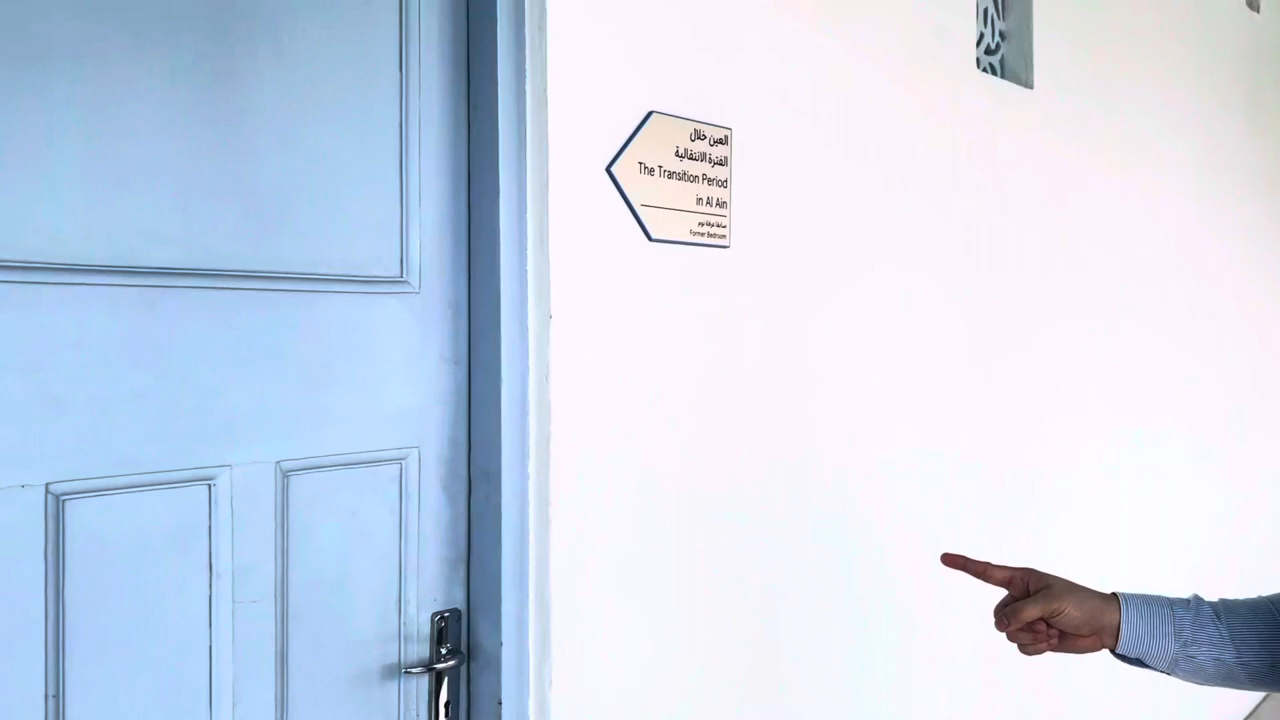 العين خلال
الفترة الانتقالية
The Transition Period
in Al Ain
سابقا غرفة نوم
Former Bedroom